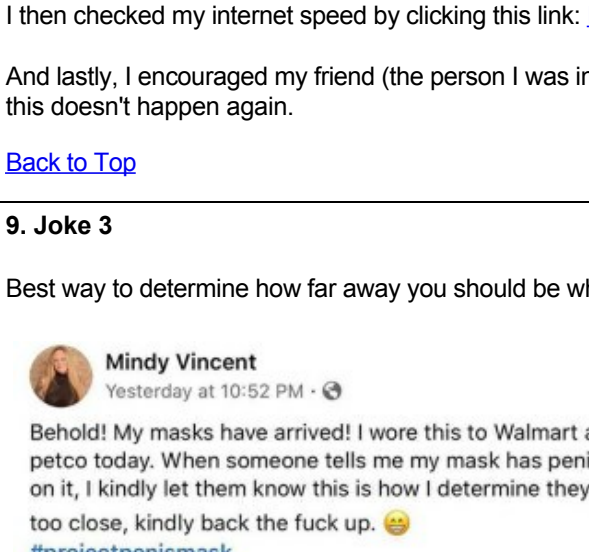 I then checked my internet speed by clicking this link:
And lastly, I encouraged my friend (the person I was
this doesn't happen again.
Back to Top
9. Joke 3
Best way to determine how far away you should be
Mindy Vincent
Yesterday at 10:52 PM ·
Behold! My masks have arrived! I wore this to Walmart
petco today. When someone tells me my mask has
on it, I kindly let them know this is how I determine they
too close, kindly back the fuck up. 😁
#projectpenismask